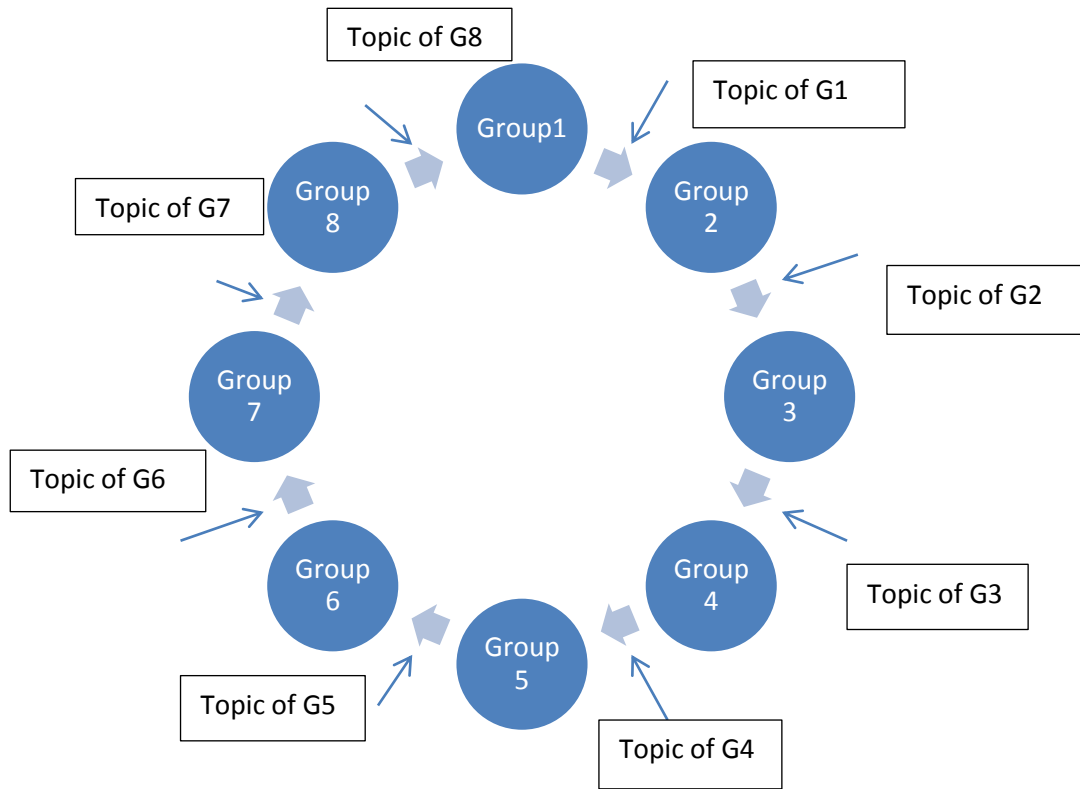 Topic of G8
Group1
Topic of G1
Group
8
Group
2
Topic of G7
Topic of G2
Group
7
Group
3
Topic of G6
Group
6
Group
4
Topic of G3
Group
5
Topic of G5
Topic of G4